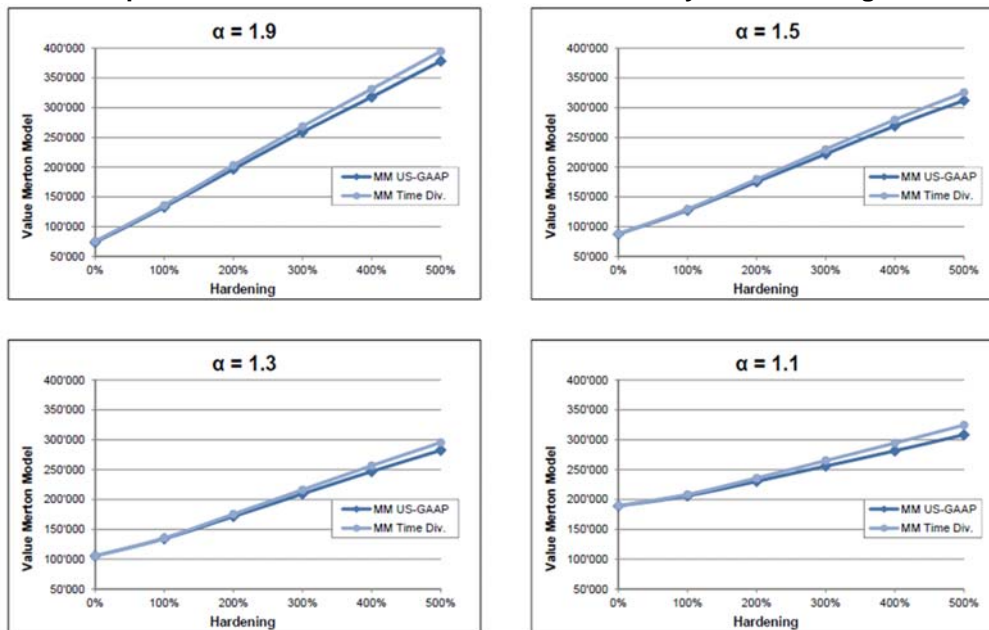 α = 1.9
400'000
350'000
300'000
250'000
200'000
150'000
100'000
50'000
Value Merton Model
MM US-GAAP
MM Time Div.
0% 100% 200% 300% 400% 500%
Hardening
α = 1.5
400'000
350'000
300'000
250'000
200'000
150'000
100'000
50'000
Value Merton Model
MM US-GAAP
MM Time Div.
0% 100% 200% 300% 400% 500%
Hardening
α = 1.3
400'000
350'000
300'000
250'000
200'000
150'000
100'000
50'000
Value Merton Model
MM US-GAAP
MM Time Div.
0% 100% 200% 300% 400% 500%
Hardening
α = 1.1
400'000
350'000
300'000
250'000
200'000
150'000
100'000
50'000
Value Merton Model
MM US-GAAP
MM Time Div.
0% 100% 200% 300% 400% 500%
Hardening